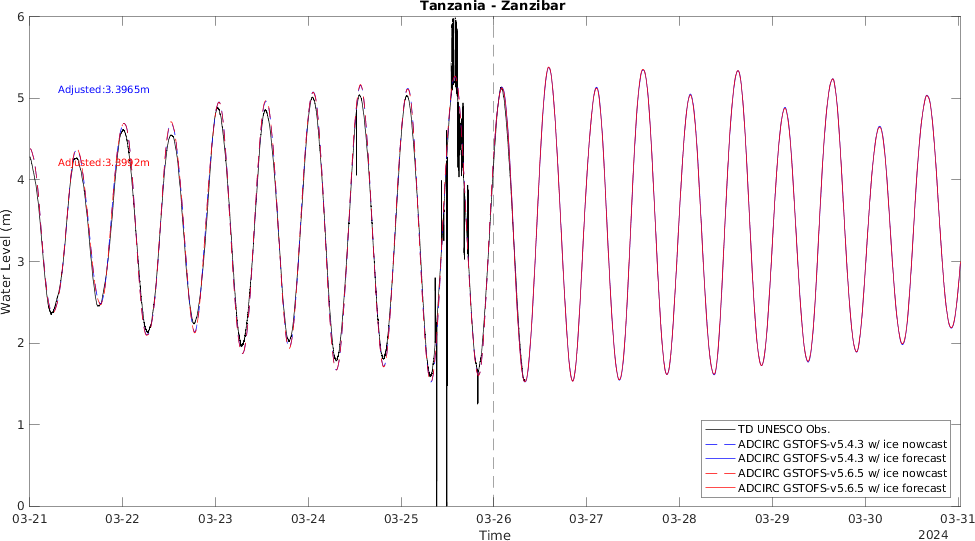 Tanzania - Zanzibar
6
Adjusted:3.3965m
5
Adjusted:3.3992m
4
3
2
1
0
Water Level (m)
TD UNESCO Obs.
ADCIRC GSTOFS-v5.4.3 w/ ice nowcast
ADCIRC GSTOFS-v5.4.3 w/ ice forecast
ADCIRC GSTOFS-v5.6.5 w/ ice nowcast
ADCIRC GSTOFS-v5.6.5 w/ ice forecast
03-21 03-22 03-23 03-24 03-25 03-26 03-27 03-28 03-29 03-30 03-31
Time
2024